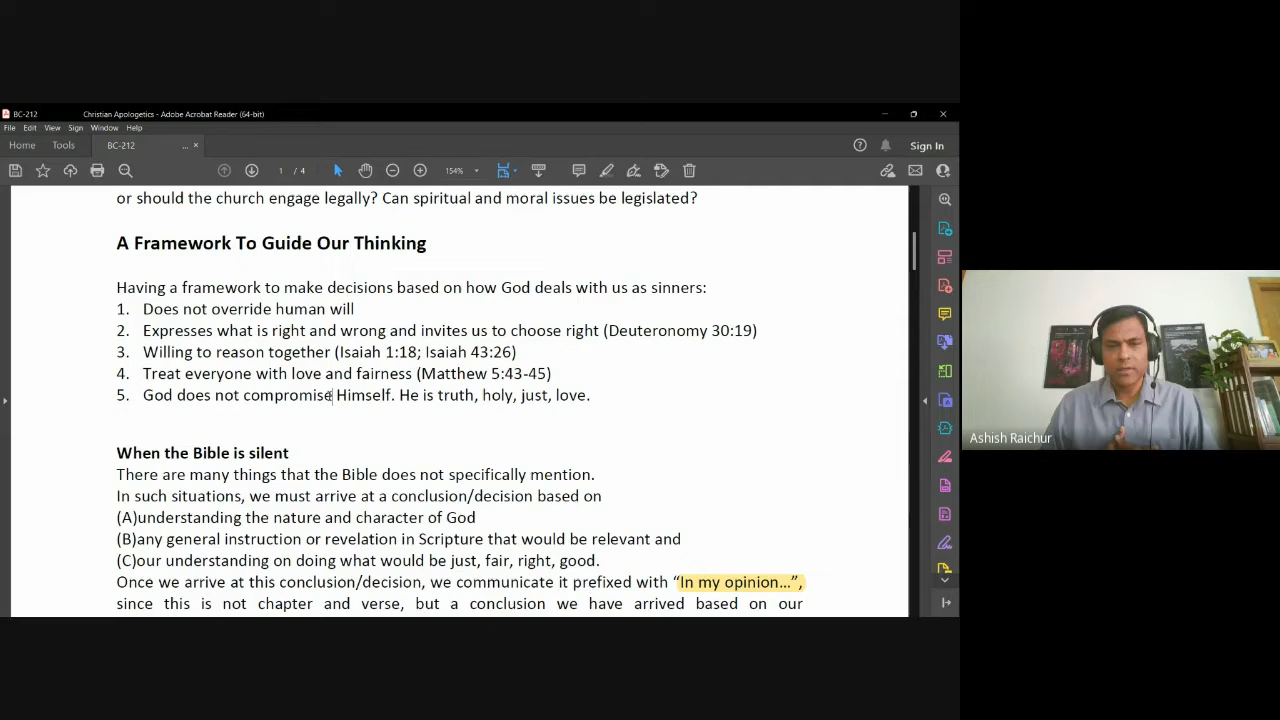 BC-212 Christian Apologetics - Adobe Acrobat Reader (64-bit)
File Edit View Sign Window Help
Home Tools BC-212 ... × Sign In
1 / 4 154%
or should the church engage legally? Can spiritual and moral issues be legislated?
A Framework To Guide Our Thinking
Having a framework to make decisions based on how God deals with us as sinners:
1. Does not override human will
2. Expresses what is right and wrong and invites us to choose right (Deuteronomy 30:19)
3. Willing to reason together (Isaiah 1:18; Isaiah 43:26)
4. Treat everyone with love and fairness (Matthew 5:43-45)
5. God does not compromise Himself. He is truth, holy, just, love.
When the Bible is silent
There are many things that the Bible does not specifically mention.
In such situations, we must arrive at a conclusion/decision based on
(A)understanding the nature and character of God
(B)any general instruction or revelation in Scripture that would be relevant and
(C)our understanding on doing what would be just, fair, right, good.
Once we arrive at this conclusion/decision, we communicate it prefixed with “In my opinion…”,
since this is not chapter and verse, but a conclusion we have arrived based on our
Ashish Raichur